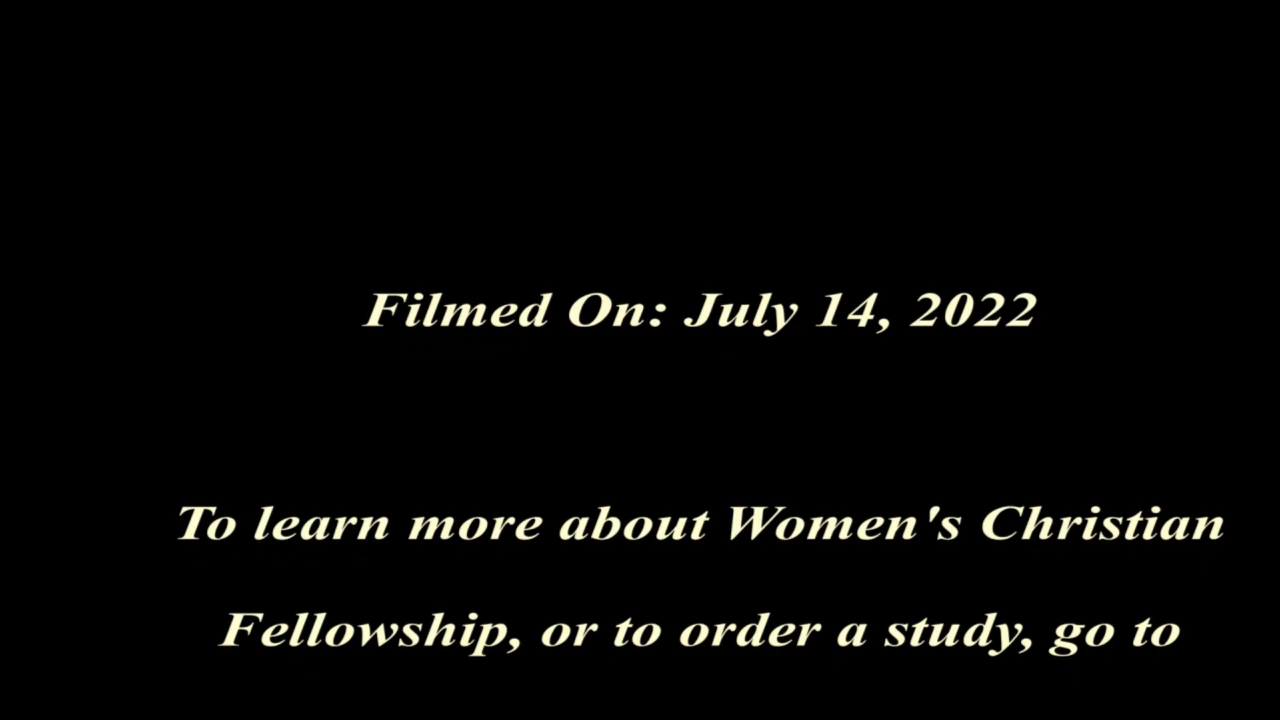 Filmed On: July 14, 2022
To learn more about Women's Christian
Fellowship, or to order a study, go to